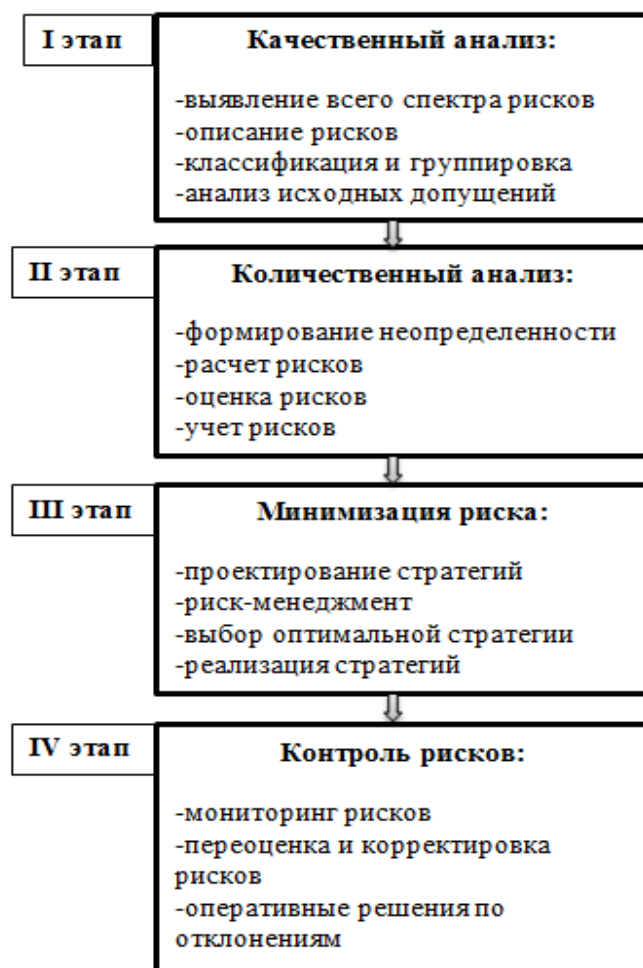 I этап
Качественный анализ:
-выявление всего спектра рисков
-описание рисков
-классификация и группировка
-анализ исходных допущений
II этап
Количественный анализ:
-формирование неопределенности
-расчет рисков
-оценка рисков
-учет рисков
III этап
Минимизация риска:
-проектирование стратегий
-риск-менеджмент
-выбор оптимальной стратегии
-реализация стратегий
IV этап
Контроль рисков:
-мониторинг рисков
-переоценка и корректировка
рисков
-оперативные решения по
отклонениям